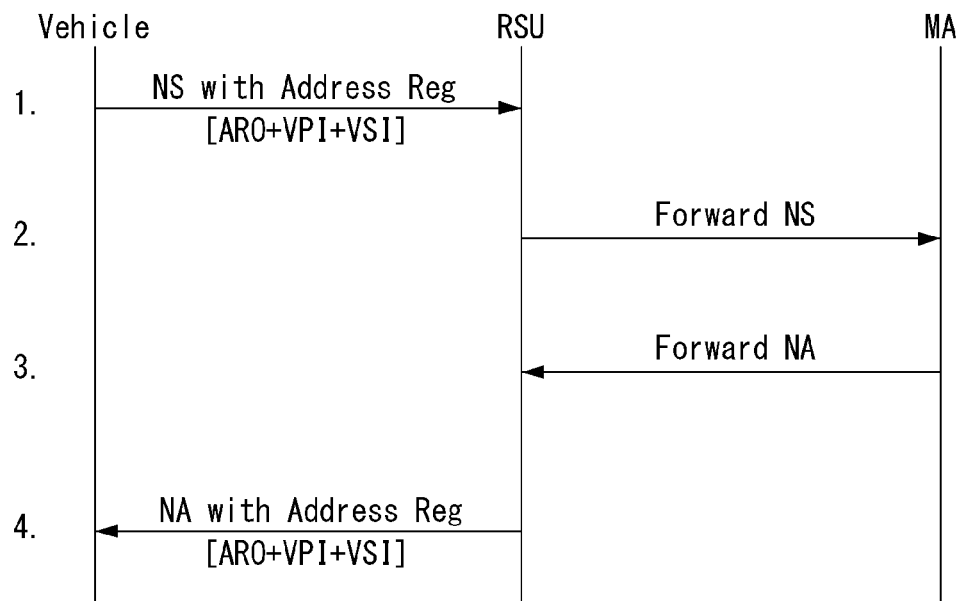 Vehicle RSU MA
1. NS with Address Reg
[ARO+VPI+VSI]
2. Forward NS
3. Forward NA
4. NA with Address Reg
[ARO+VPI+VSI]